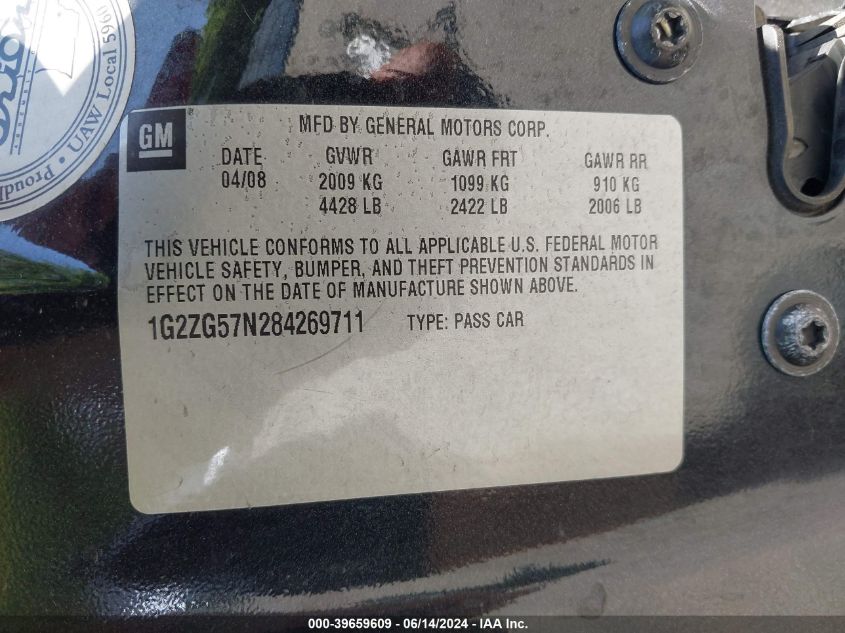 Proudl
UAW Local 5960
GM
MFD BY GENERAL MOTORS CORP.
DATE GVWR GAWR FRT GAWR RR
04/08 2009 KG 1099 KG 910 KG
4428 LB 2422 LB 2006 LB
THIS VEHICLE CONFORMS TO ALL APPLICABLE U.S. FEDERAL MOTOR
VEHICLE SAFETY, BUMPER, AND THEFT PREVENTION STANDARDS IN
EFFECT ON THE DATE OF MANUFACTURE SHOWN ABOVE.
1G2ZG57N284269711 TYPE: PASS CAR
000-39659609 - 06/14/2024 - IAA Inc.